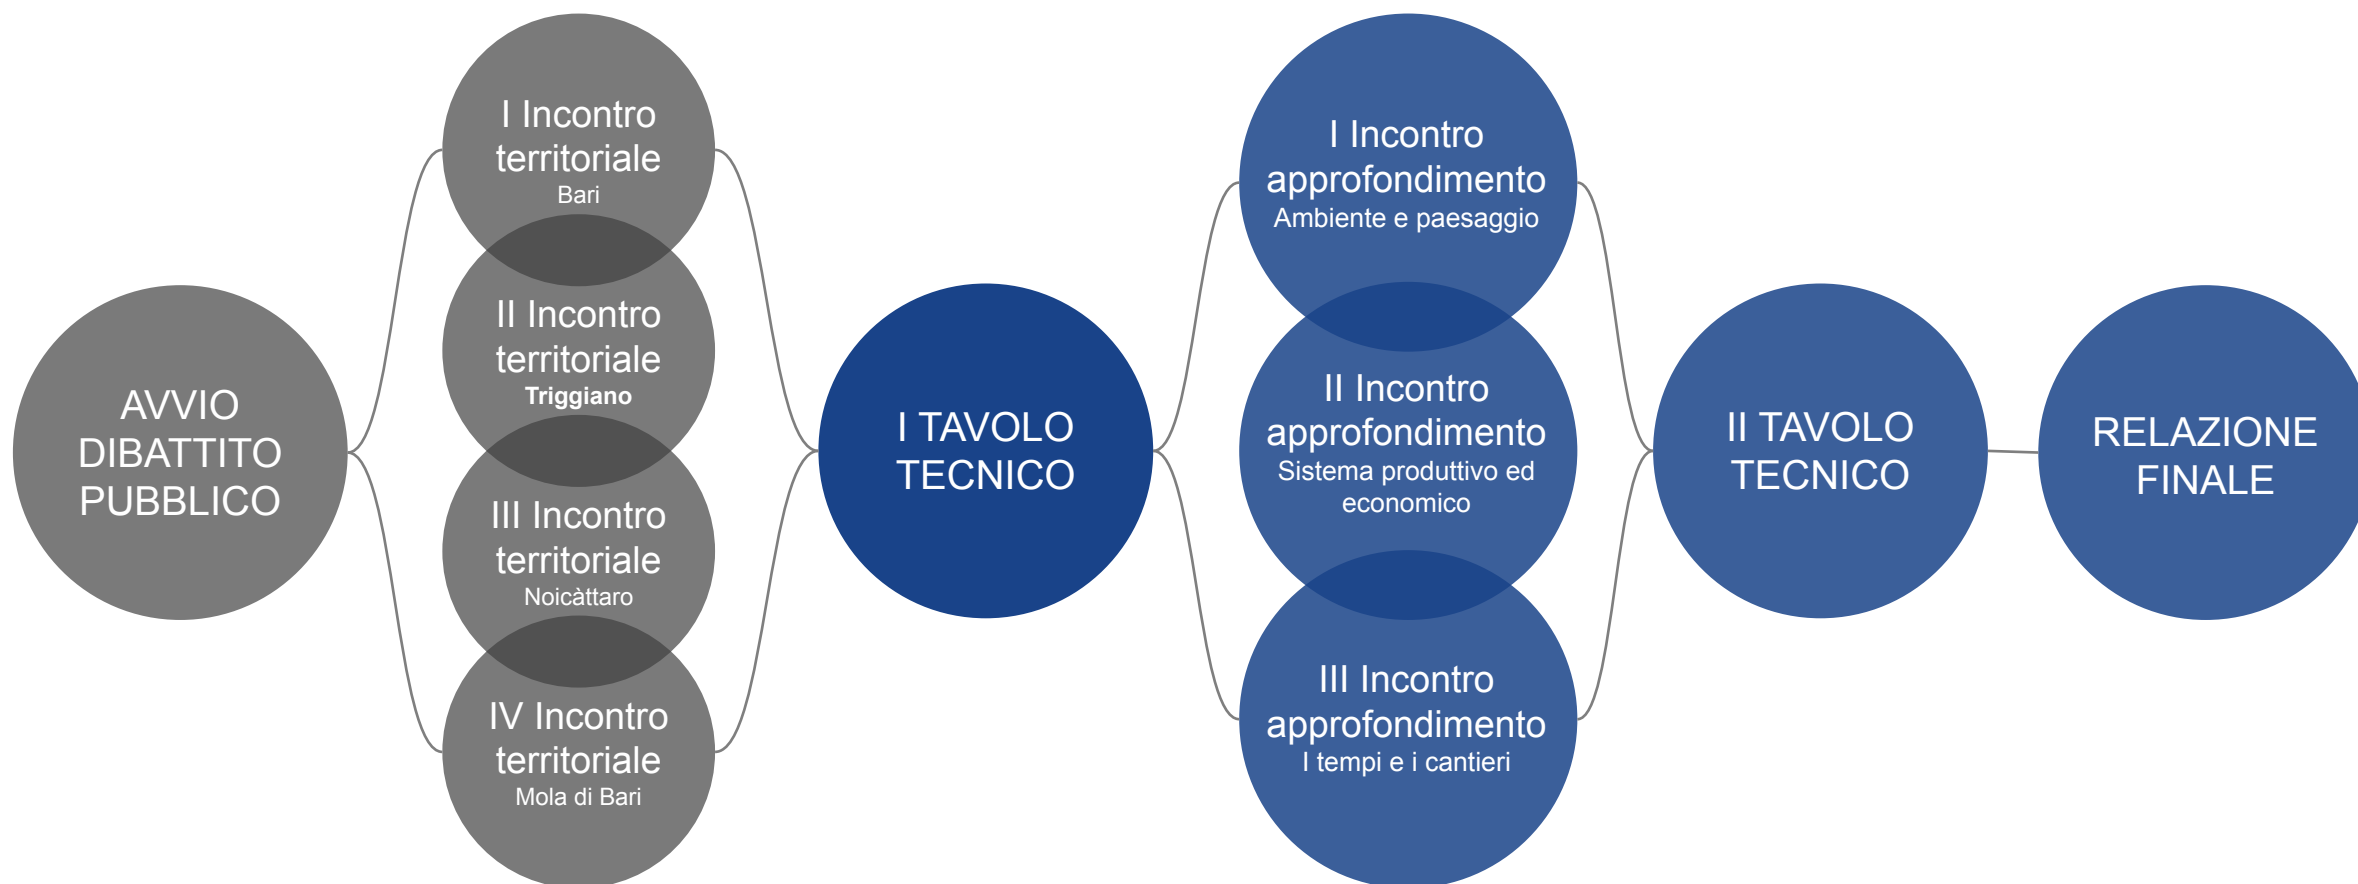 AVVIO
DIBATTITO
PUBBLICO
I Incontro
territoriale
Bari
II Incontro
territoriale
Triggiano
III Incontro
territoriale
Noicàttaro
IV Incontro
territoriale
Mola di Bari
I TAVOLO
TECNICO
I Incontro
approfondimento
Ambiente e paesaggio
II Incontro
approfondimento
Sistema produttivo ed
economico
III Incontro
approfondimento
I tempi e i cantieri
II TAVOLO
TECNICO
RELAZIONE
FINALE